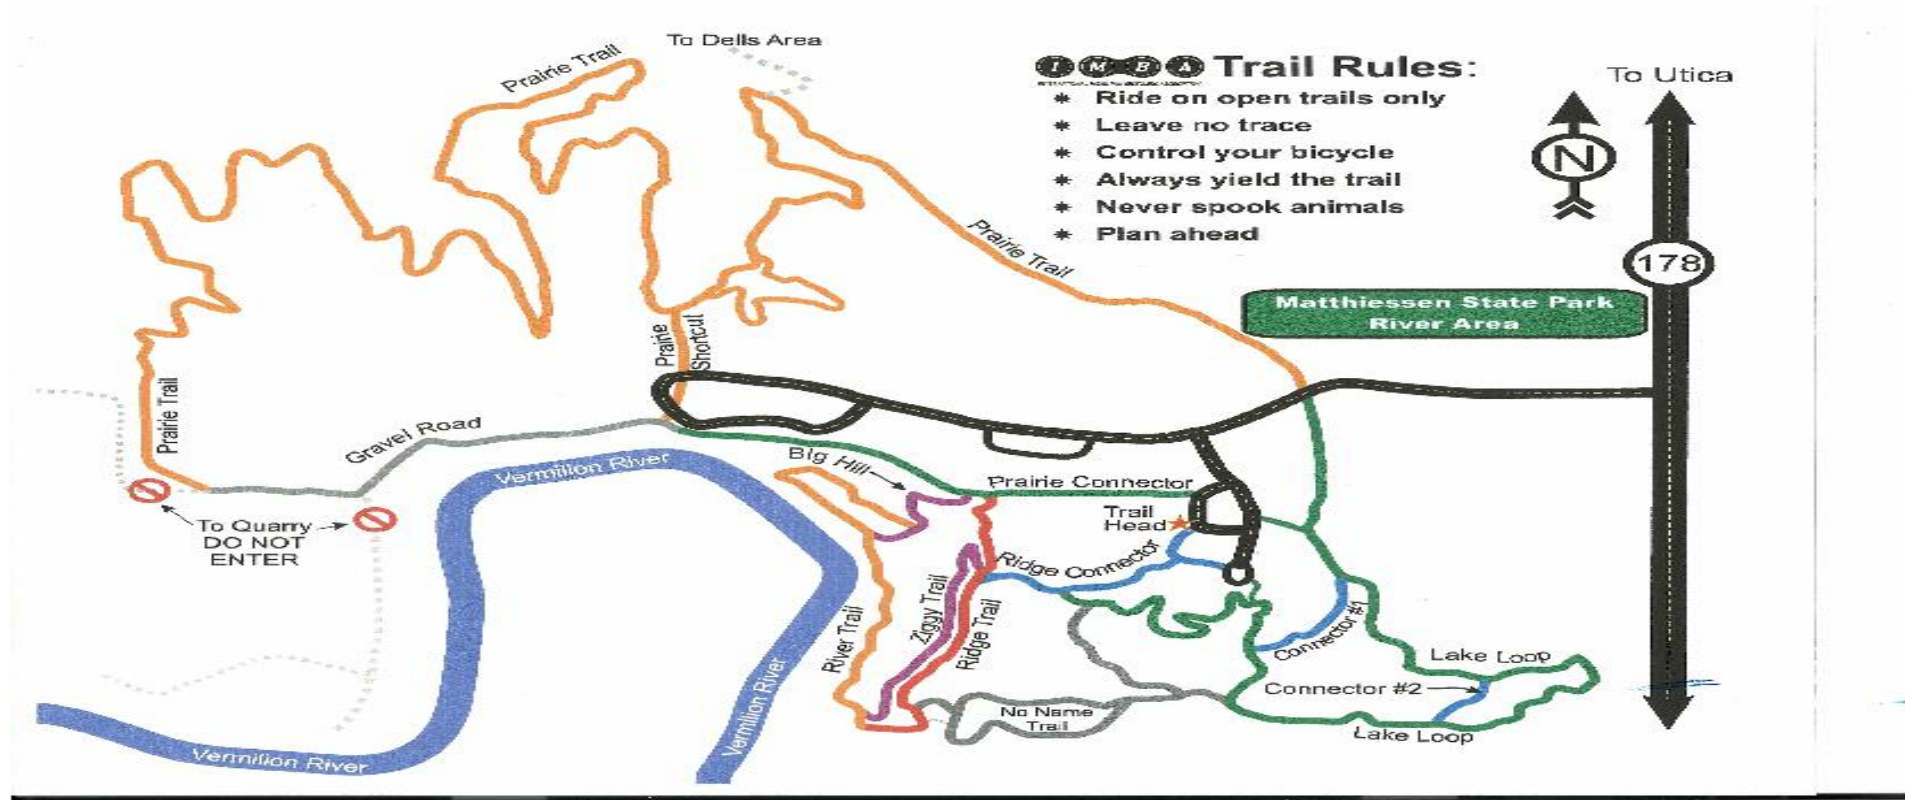 To Dells Area
Prairie Trail
I M B A Trail Rules:
* Ride on open trails only
* Leave no trace
* Control your bicycle
* Always yield the trail
* Never spook animals
* Plan ahead
To Utica
N
178
Prairie Trail
Matthiessen State Park
River Area
Prairie
Shortcut
Prairie Trail
Gravel Road
Vermilion River
Big Hill
Prairie Connector
Trail
Head
To Quarry
DO NOT
ENTER
Ridge Connector
River Trail
Ziggy Trail
Ridge Trail
Connector #1
Lake Loop
Connector #2
No Name
Trail
Lake Loop
Vermilion River
Vermilion River